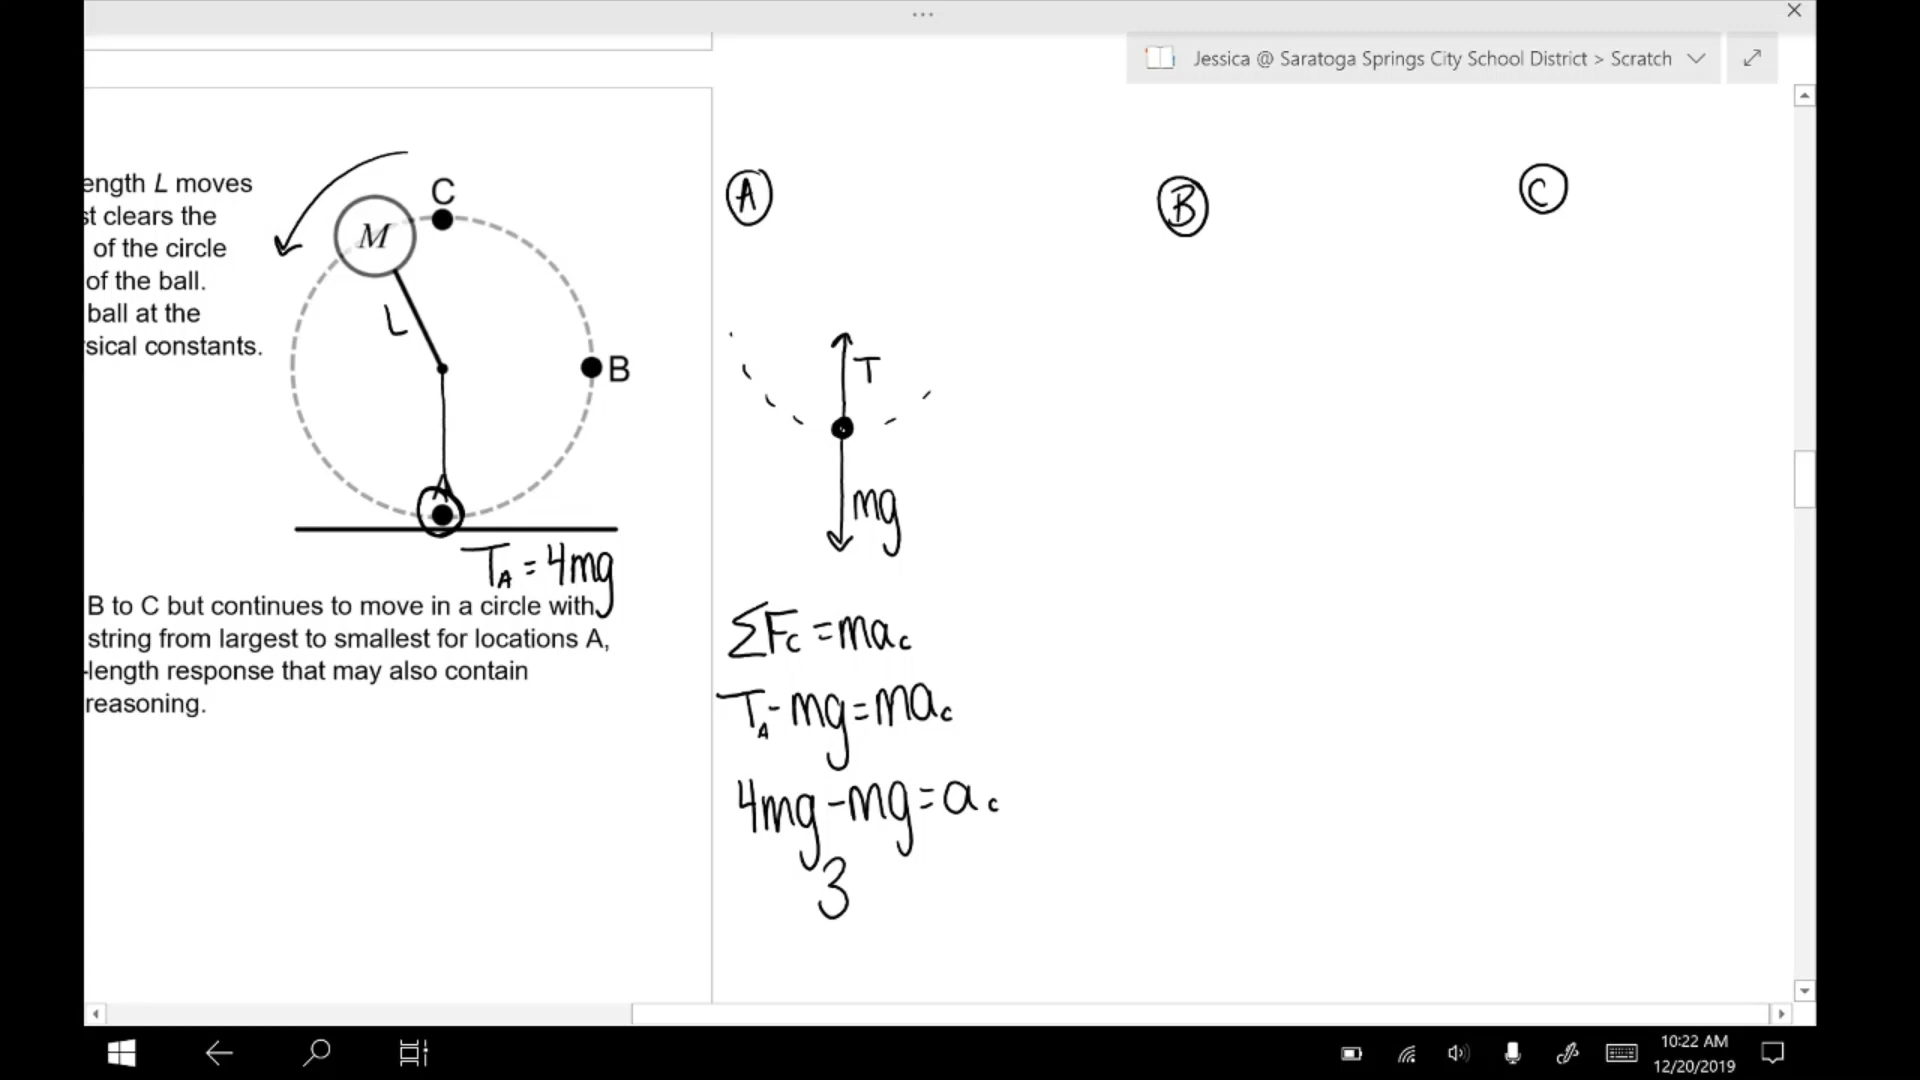 ...
Jessica @ Saratoga Springs City School District > Scratch
ength L moves
st clears the
of the circle
of the ball.
ball at the
sical constants.
C
M
L
B
A
T_A = 4mg
B to C but continues to move in a circle with
string from largest to smallest for locations A,
-length response that may also contain
reasoning.
A
T
mg
ΣFc = mac
T_A - mg = mac
4mg - mg = ac
3
B
C
10:22 AM
12/20/2019